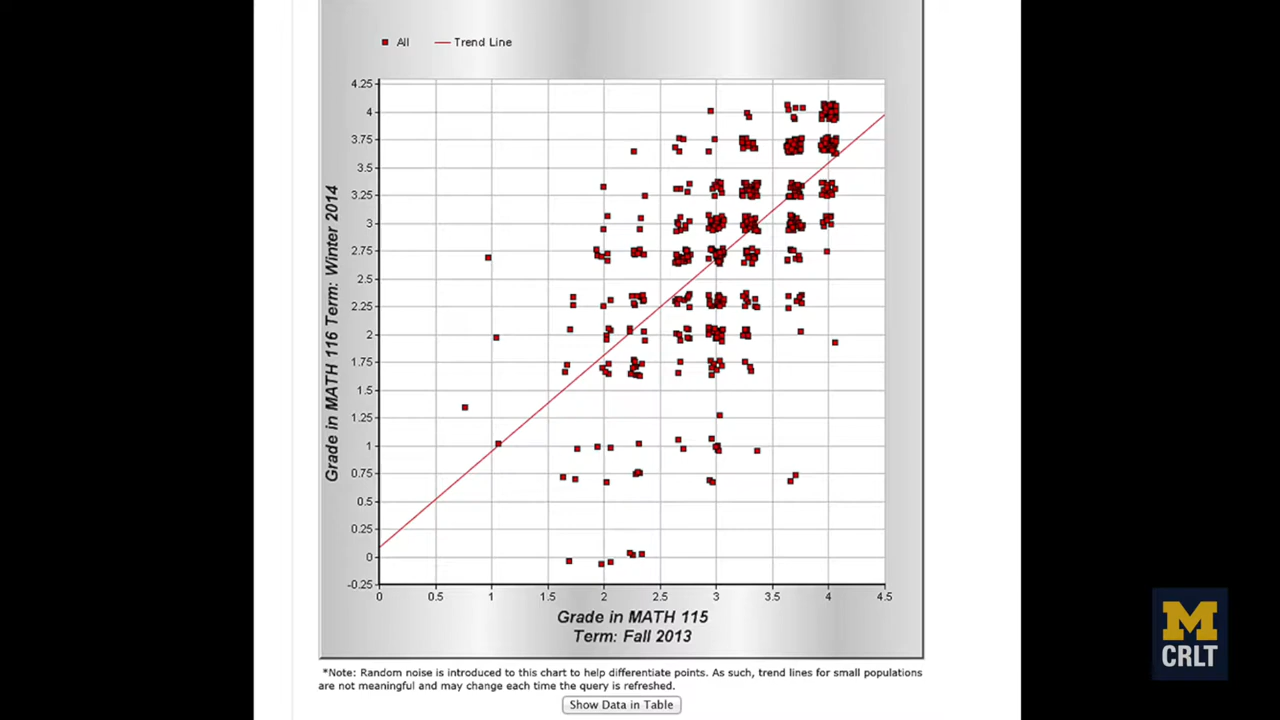 All
Trend Line
4.25
4
3.75
3.5
3.25
3
2.75
2.5
2.25
2
1.75
1.5
1.25
1
0.75
0.5
0.25
0
-0.25
Grade in MATH 116 Term: Winter 2014
0
0.5
1
1.5
2
2.5
3
3.5
4
4.5
Grade in MATH 115
Term: Fall 2013
*Note: Random noise is introduced to this chart to help differentiate points. As such, trend lines for small populations
are not meaningful and may change each time the query is refreshed.
Show Data in Table
M
CRLT